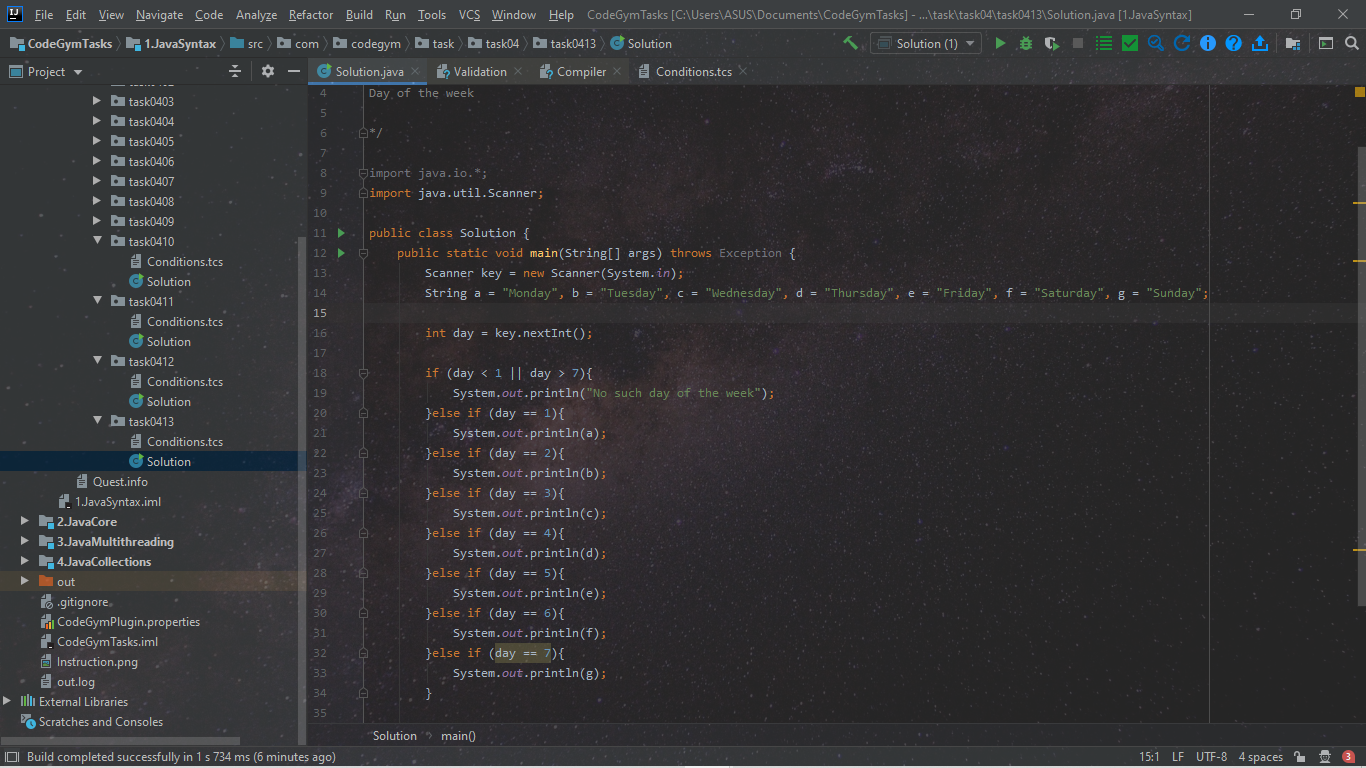 File Edit View Navigate Code Analyze Refactor Build Run Tools VCS Window Help CodeGymTasks [C:\Users\ASUS\Documents\CodeGymTasks] - ...\task\task04\task0413\Solution.java [1.JavaSyntax]
CodeGymTasks 1.JavaSyntax src com codegym task task04 task0413 Solution Solution (1)
Project Solution.java Validation Compiler Conditions.tcs
task0403
task0404
task0405
task0406
task0407
task0408
task0409
task0410
Conditions.tcs
Solution
task0411
Conditions.tcs
Solution
task0412
Conditions.tcs
Solution
task0413
Conditions.tcs
Solution
Quest.info
1.JavaSyntax.iml
2.JavaCore
3.JavaMultithreading
4.JavaCollections
out
.gitignore
CodeGymPlugin.properties
CodeGymTasks.iml
Instruction.png
out.log
External Libraries
Scratches and Consoles
4 Day of the week
5
6 */
7
8 import java.io.*;
9 import java.util.Scanner;
10
11 public class Solution {
12 public static void main(String[] args) throws Exception {
13 Scanner key = new Scanner(System.in);
14 String a = "Monday", b = "Tuesday", c = "Wednesday", d = "Thursday", e = "Friday", f = "Saturday", g = "Sunday";
15
16 int day = key.nextInt();
17
18 if (day < 1 || day > 7){
19 System.out.println("No such day of the week");
20 }else if (day == 1){
21 System.out.println(a);
22 }else if (day == 2){
23 System.out.println(b);
24 }else if (day == 3){
25 System.out.println(c);
26 }else if (day == 4){
27 System.out.println(d);
28 }else if (day == 5){
29 System.out.println(e);
30 }else if (day == 6){
31 System.out.println(f);
32 }else if (day == 7){
33 System.out.println(g);
34 }
35
Solution main()
Build completed successfully in 1 s 734 ms (6 minutes ago) 15:1 LF UTF-8 4 spaces 3